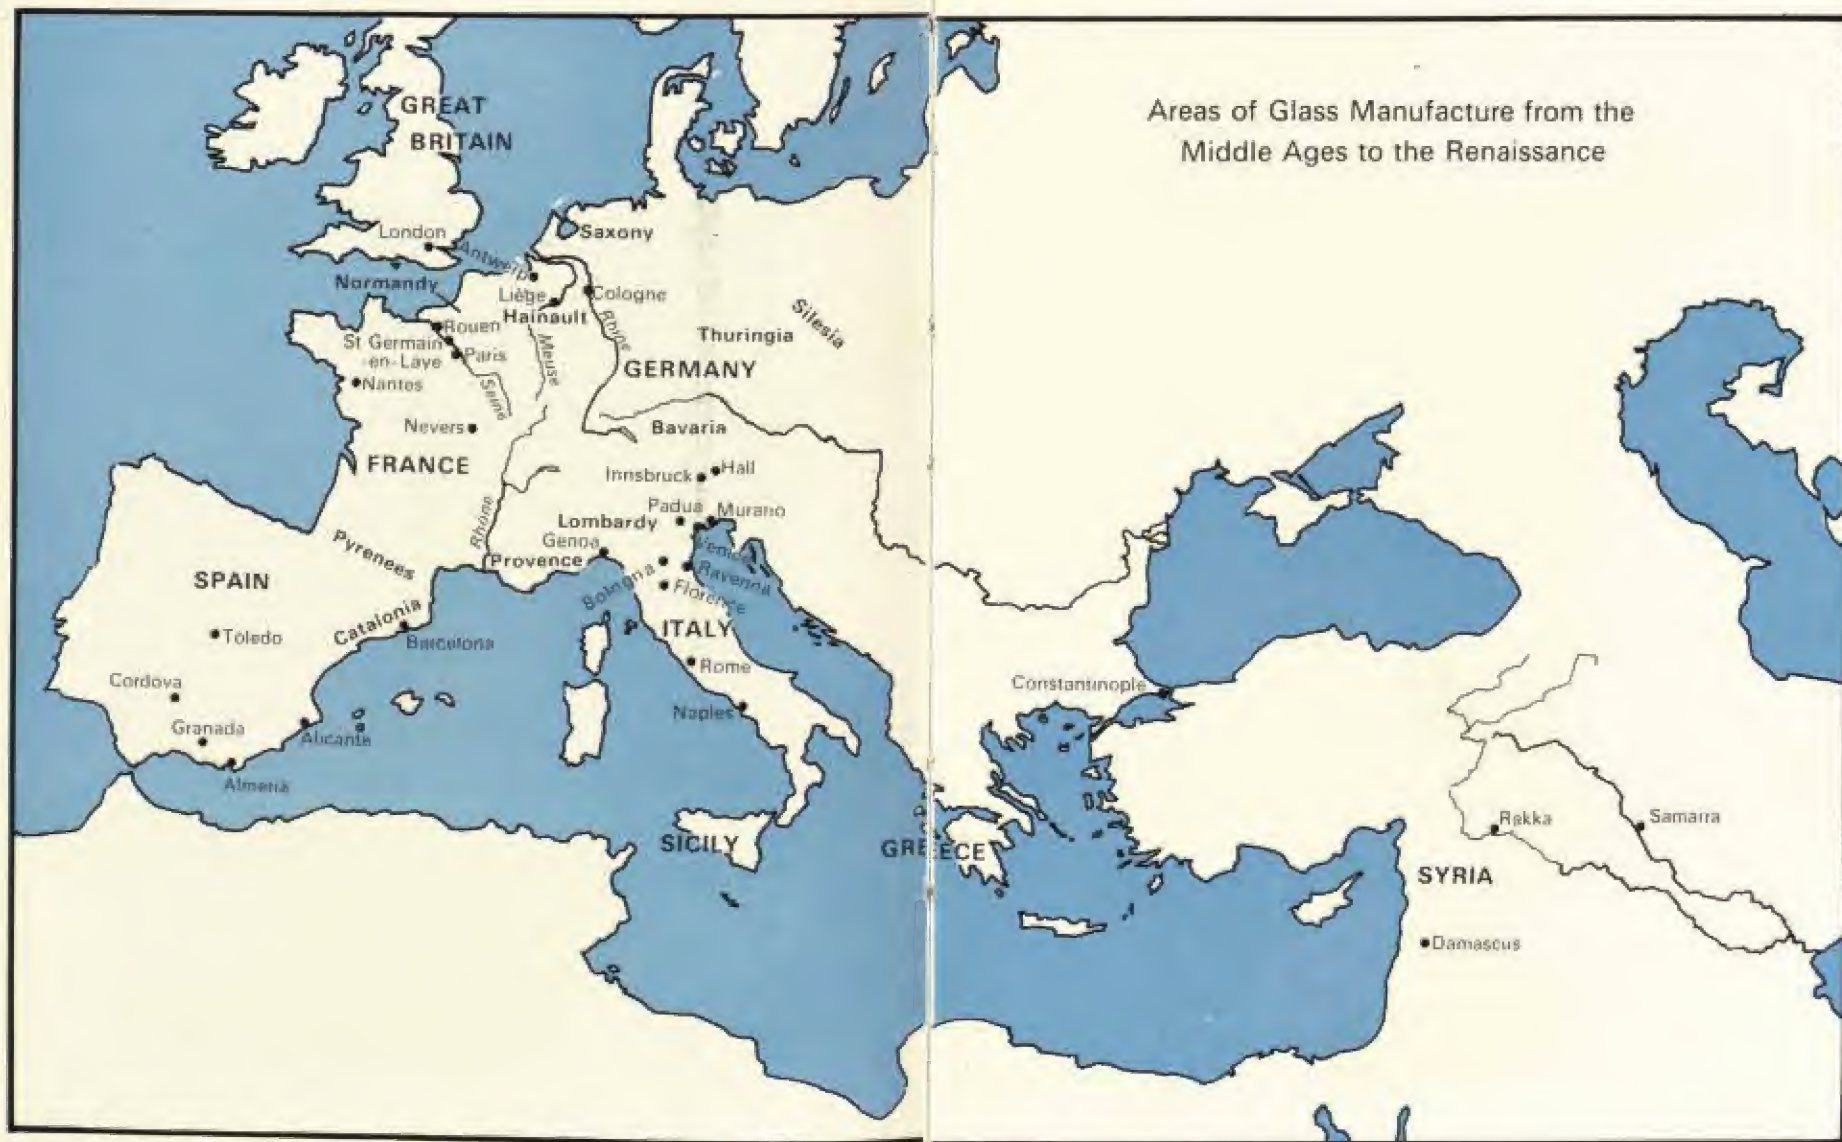 Areas of Glass Manufacture from the
Middle Ages to the Renaissance
GREAT
BRITAIN
London
Antwerp
Saxony
Normandy
Liège
Cologne
Hainault
Rhine
Silesia
Thuringia
Rouen
St Germain
en-Laye
Paris
Meuse
GERMANY
Nantes
Seine
Nevers
Bavaria
FRANCE
Innsbruck
Hall
Rhône
Padua
Murano
Lombardy
Genoa
Venice
Provence
Pyrenees
Bologna
Ravenna
Florence
SPAIN
Catalonia
ITALY
Toledo
Barcelona
Rome
Cordova
Constantinople
Naples
Granada
Alicante
Almeria
SICILY
GREECE
Rakka
Samarra
SYRIA
Damascus